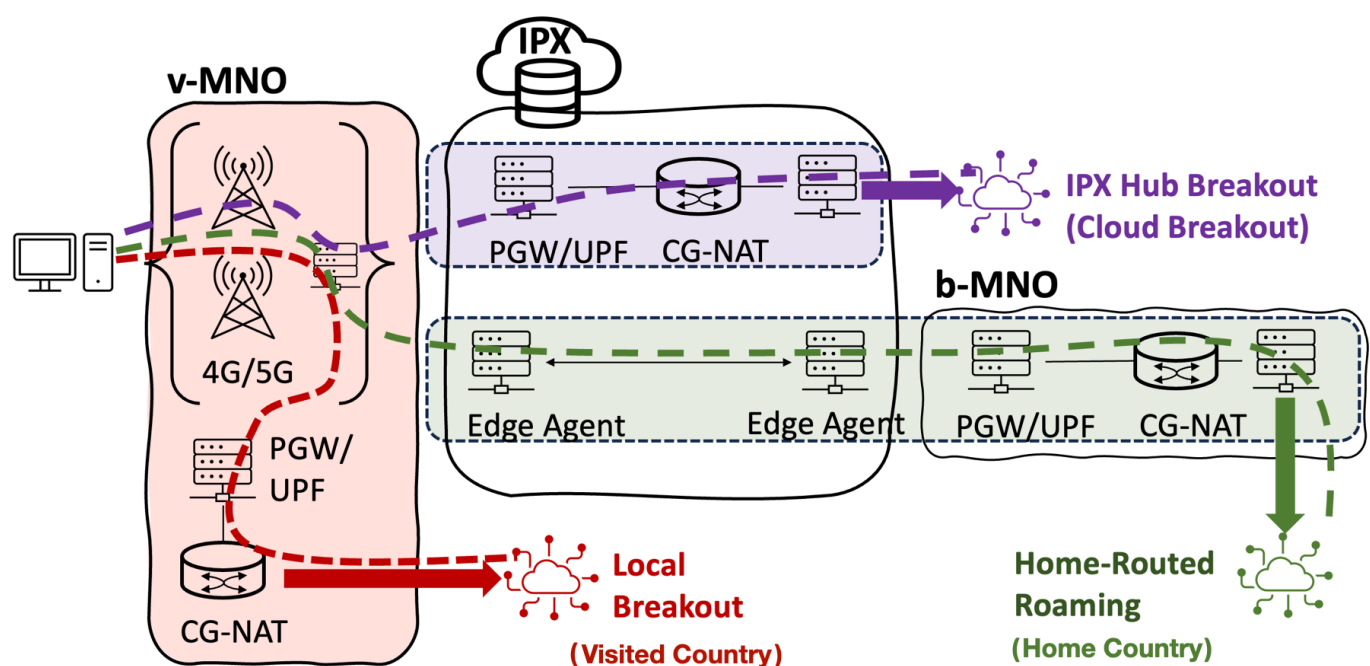 IPX
v-MNO
4G/5G
PGW/
UPF
CG-NAT
PGW/UPF
CG-NAT
IPX Hub Breakout
(Cloud Breakout)
b-MNO
Edge Agent
Edge Agent
PGW/UPF
CG-NAT
Local
Breakout
(Visited Country)
Home-Routed
Roaming
(Home Country)